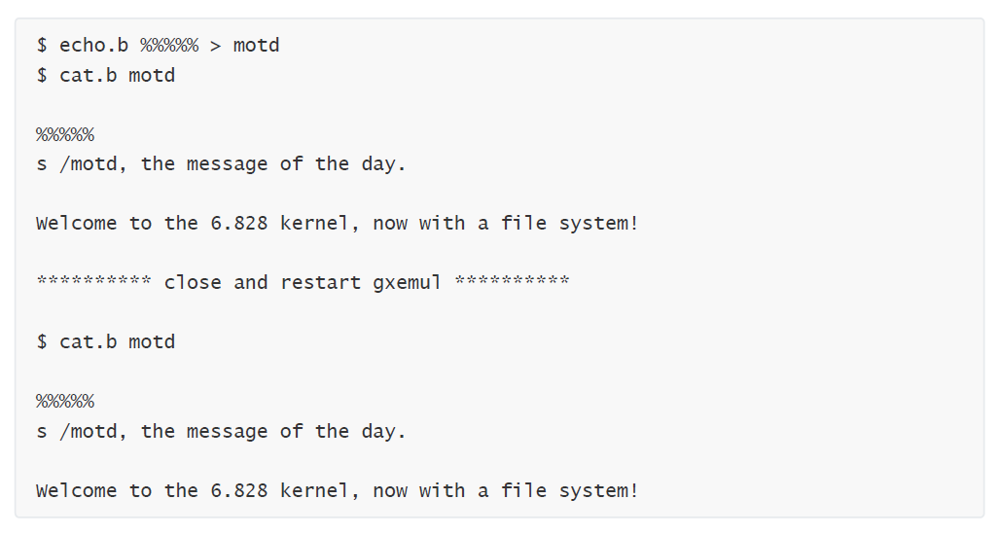 $ echo.b %%%%% > motd
$ cat.b motd
%%%%%
s /motd, the message of the day.
Welcome to the 6.828 kernel, now with a file system!
********** close and restart gxemul **********
$ cat.b motd
%%%%%
s /motd, the message of the day.
Welcome to the 6.828 kernel, now with a file system!